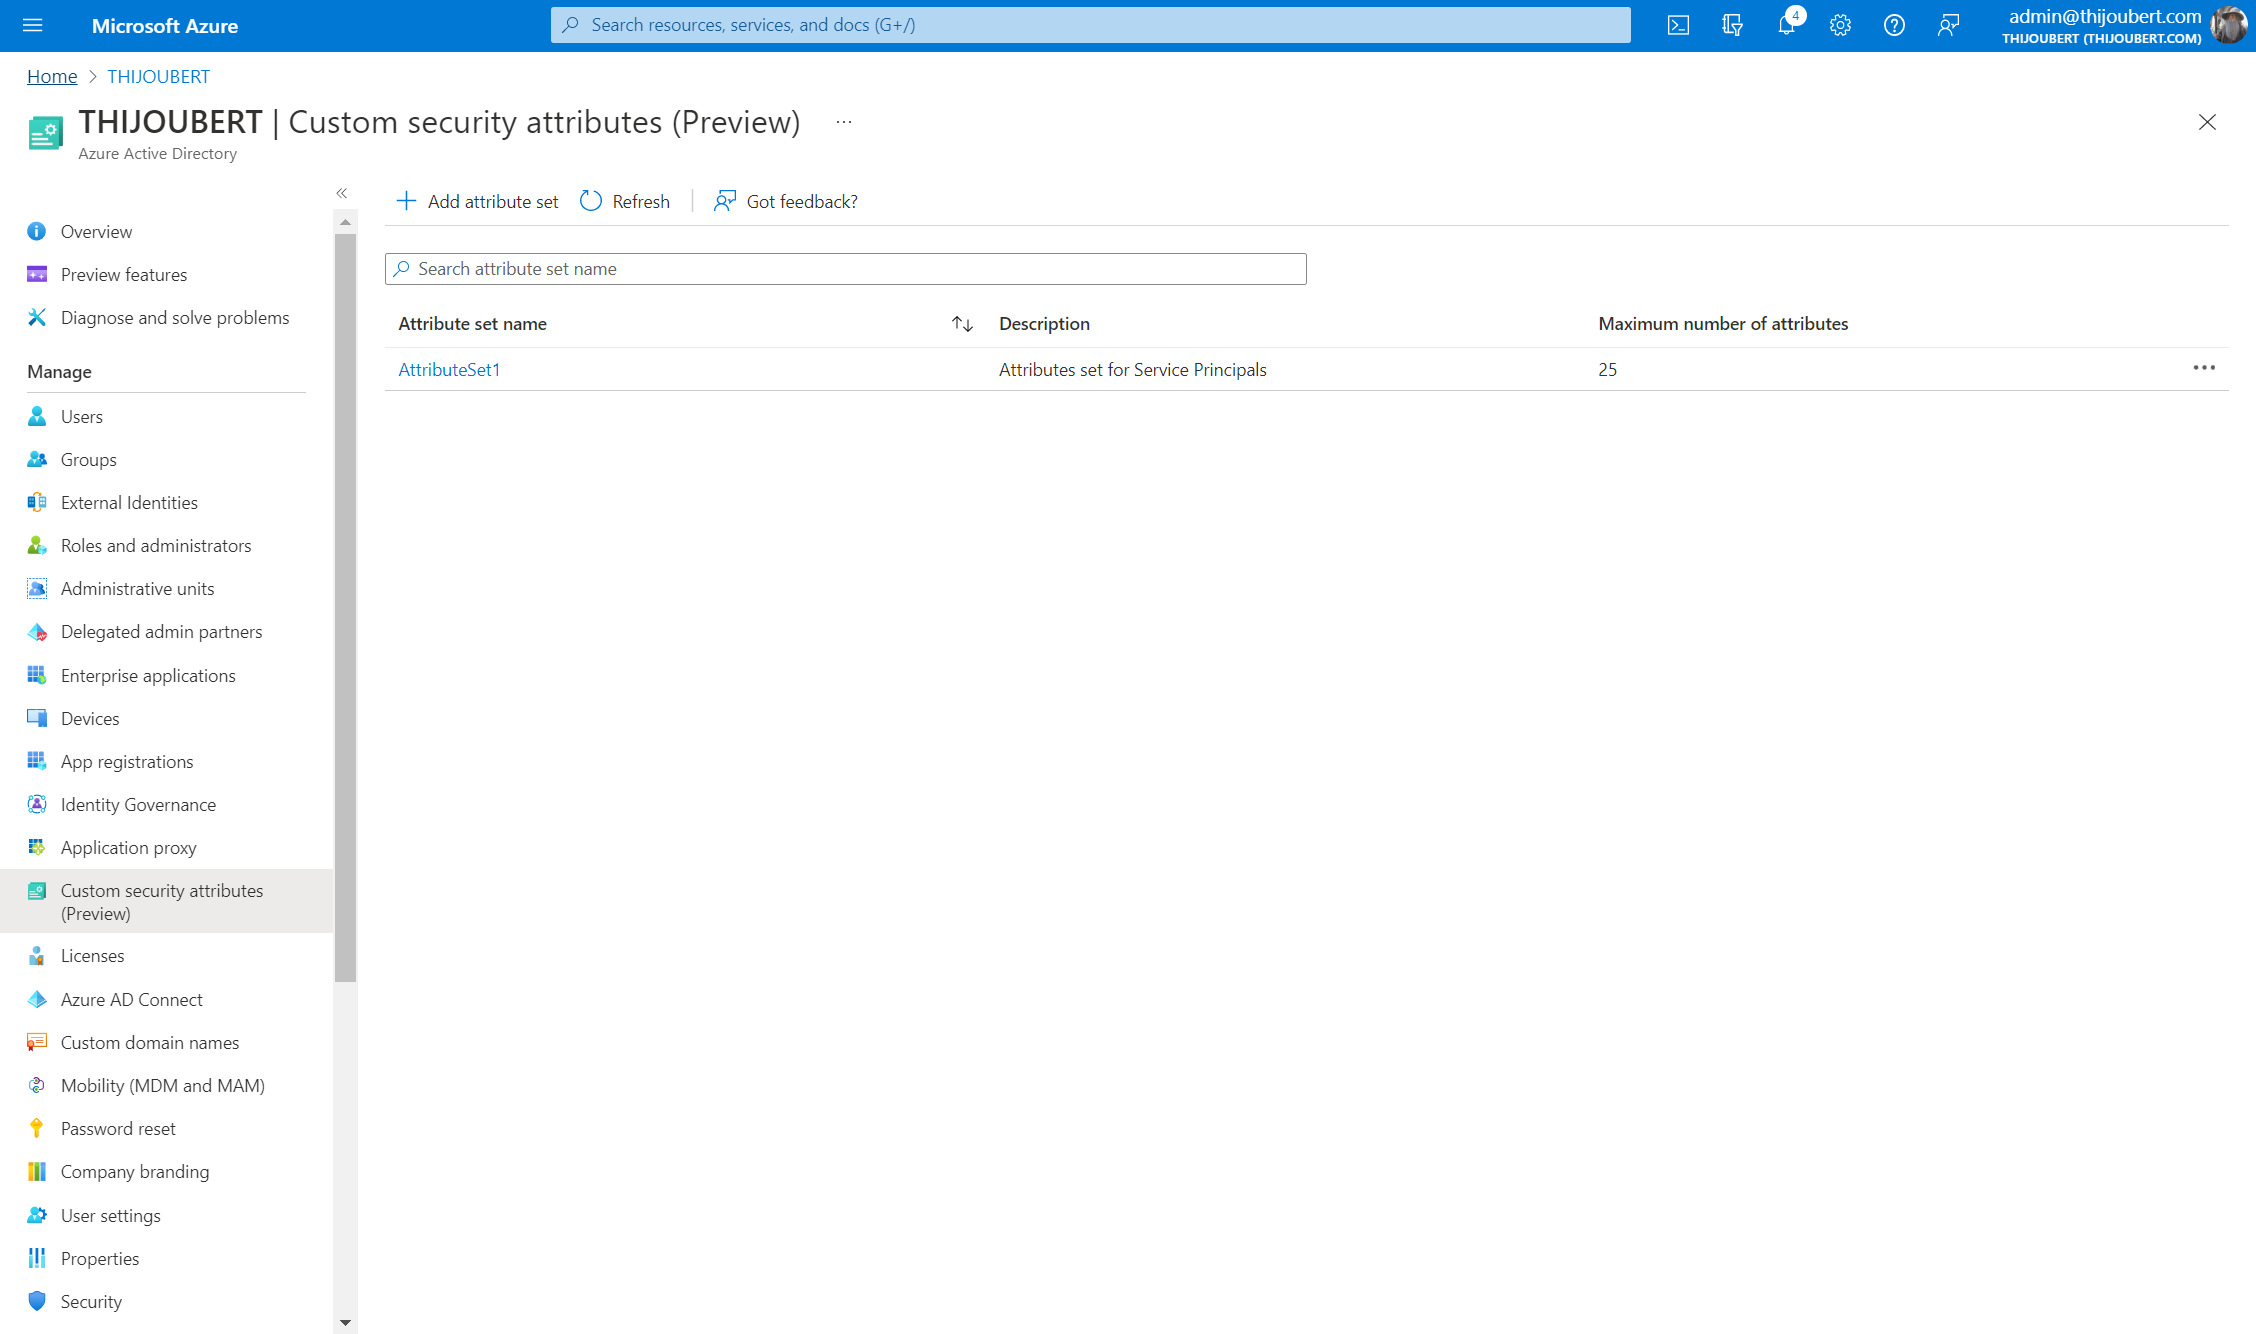 Microsoft Azure
Search resources, services, and docs (G+/)
4
admin@thijoubert.com
THIJOUBERT (THIJOUBERT.COM)
Home > THIJOUBERT
THIJOUBERT | Custom security attributes (Preview) ...
Azure Active Directory
«
Add attribute set
Refresh
Got feedback?
Overview
Preview features
Diagnose and solve problems
Manage
Users
Groups
External Identities
Roles and administrators
Administrative units
Delegated admin partners
Enterprise applications
Devices
App registrations
Identity Governance
Application proxy
Custom security attributes
(Preview)
Licenses
Azure AD Connect
Custom domain names
Mobility (MDM and MAM)
Password reset
Company branding
User settings
Properties
Security
Search attribute set name
Attribute set name Description Maximum number of attributes
AttributeSet1 Attributes set for Service Principals 25 ...